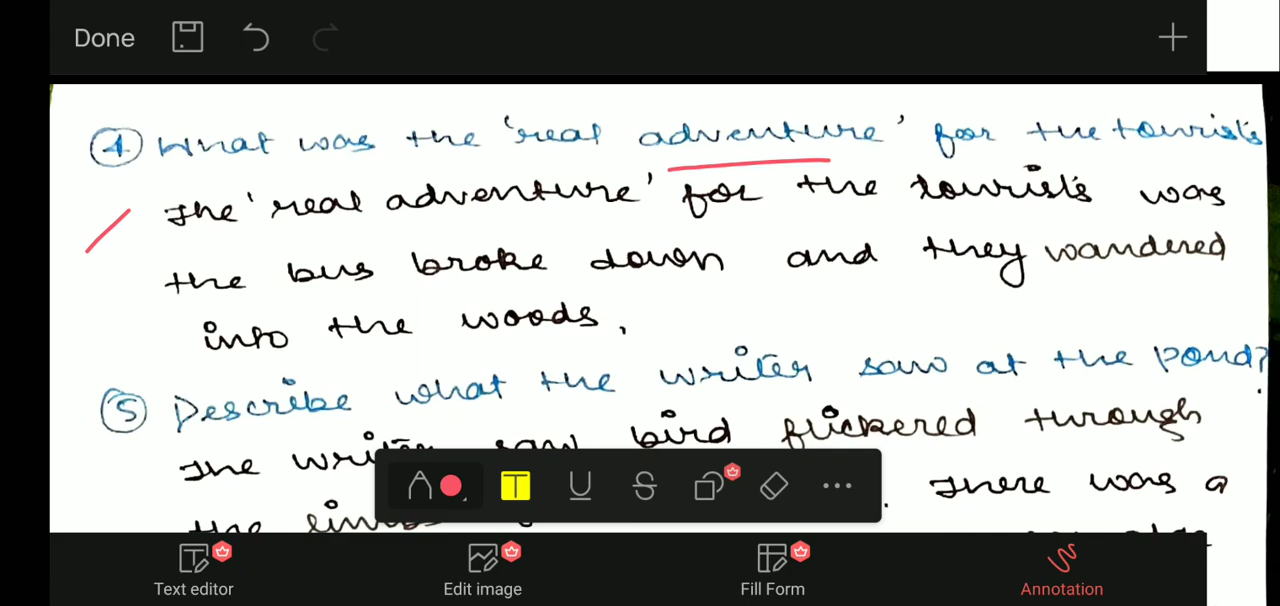 Done
④ What was the 'real adventure' for the tourists
The 'real adventure' for the tourists was
the bus broke down and they wandered
into the woods.
⑤ Describe what the writer saw at the pond?
The writer saw bird flickered through
the There was a
Text editor Edit image Fill Form Annotation